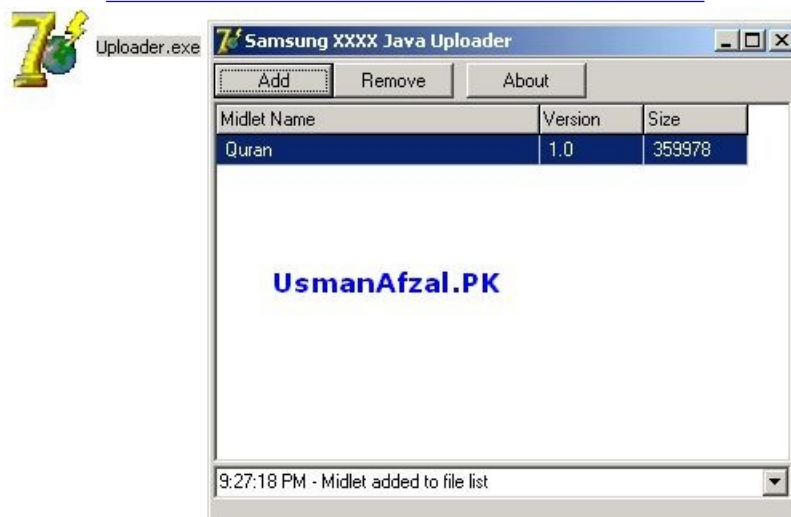 Uploader.exe
Samsung XXXX Java Uploader
Add Remove About
Midlet Name Version Size
Quran 1.0 359978
UsmanAfzal.PK
9:27:18 PM - Midlet added to file list